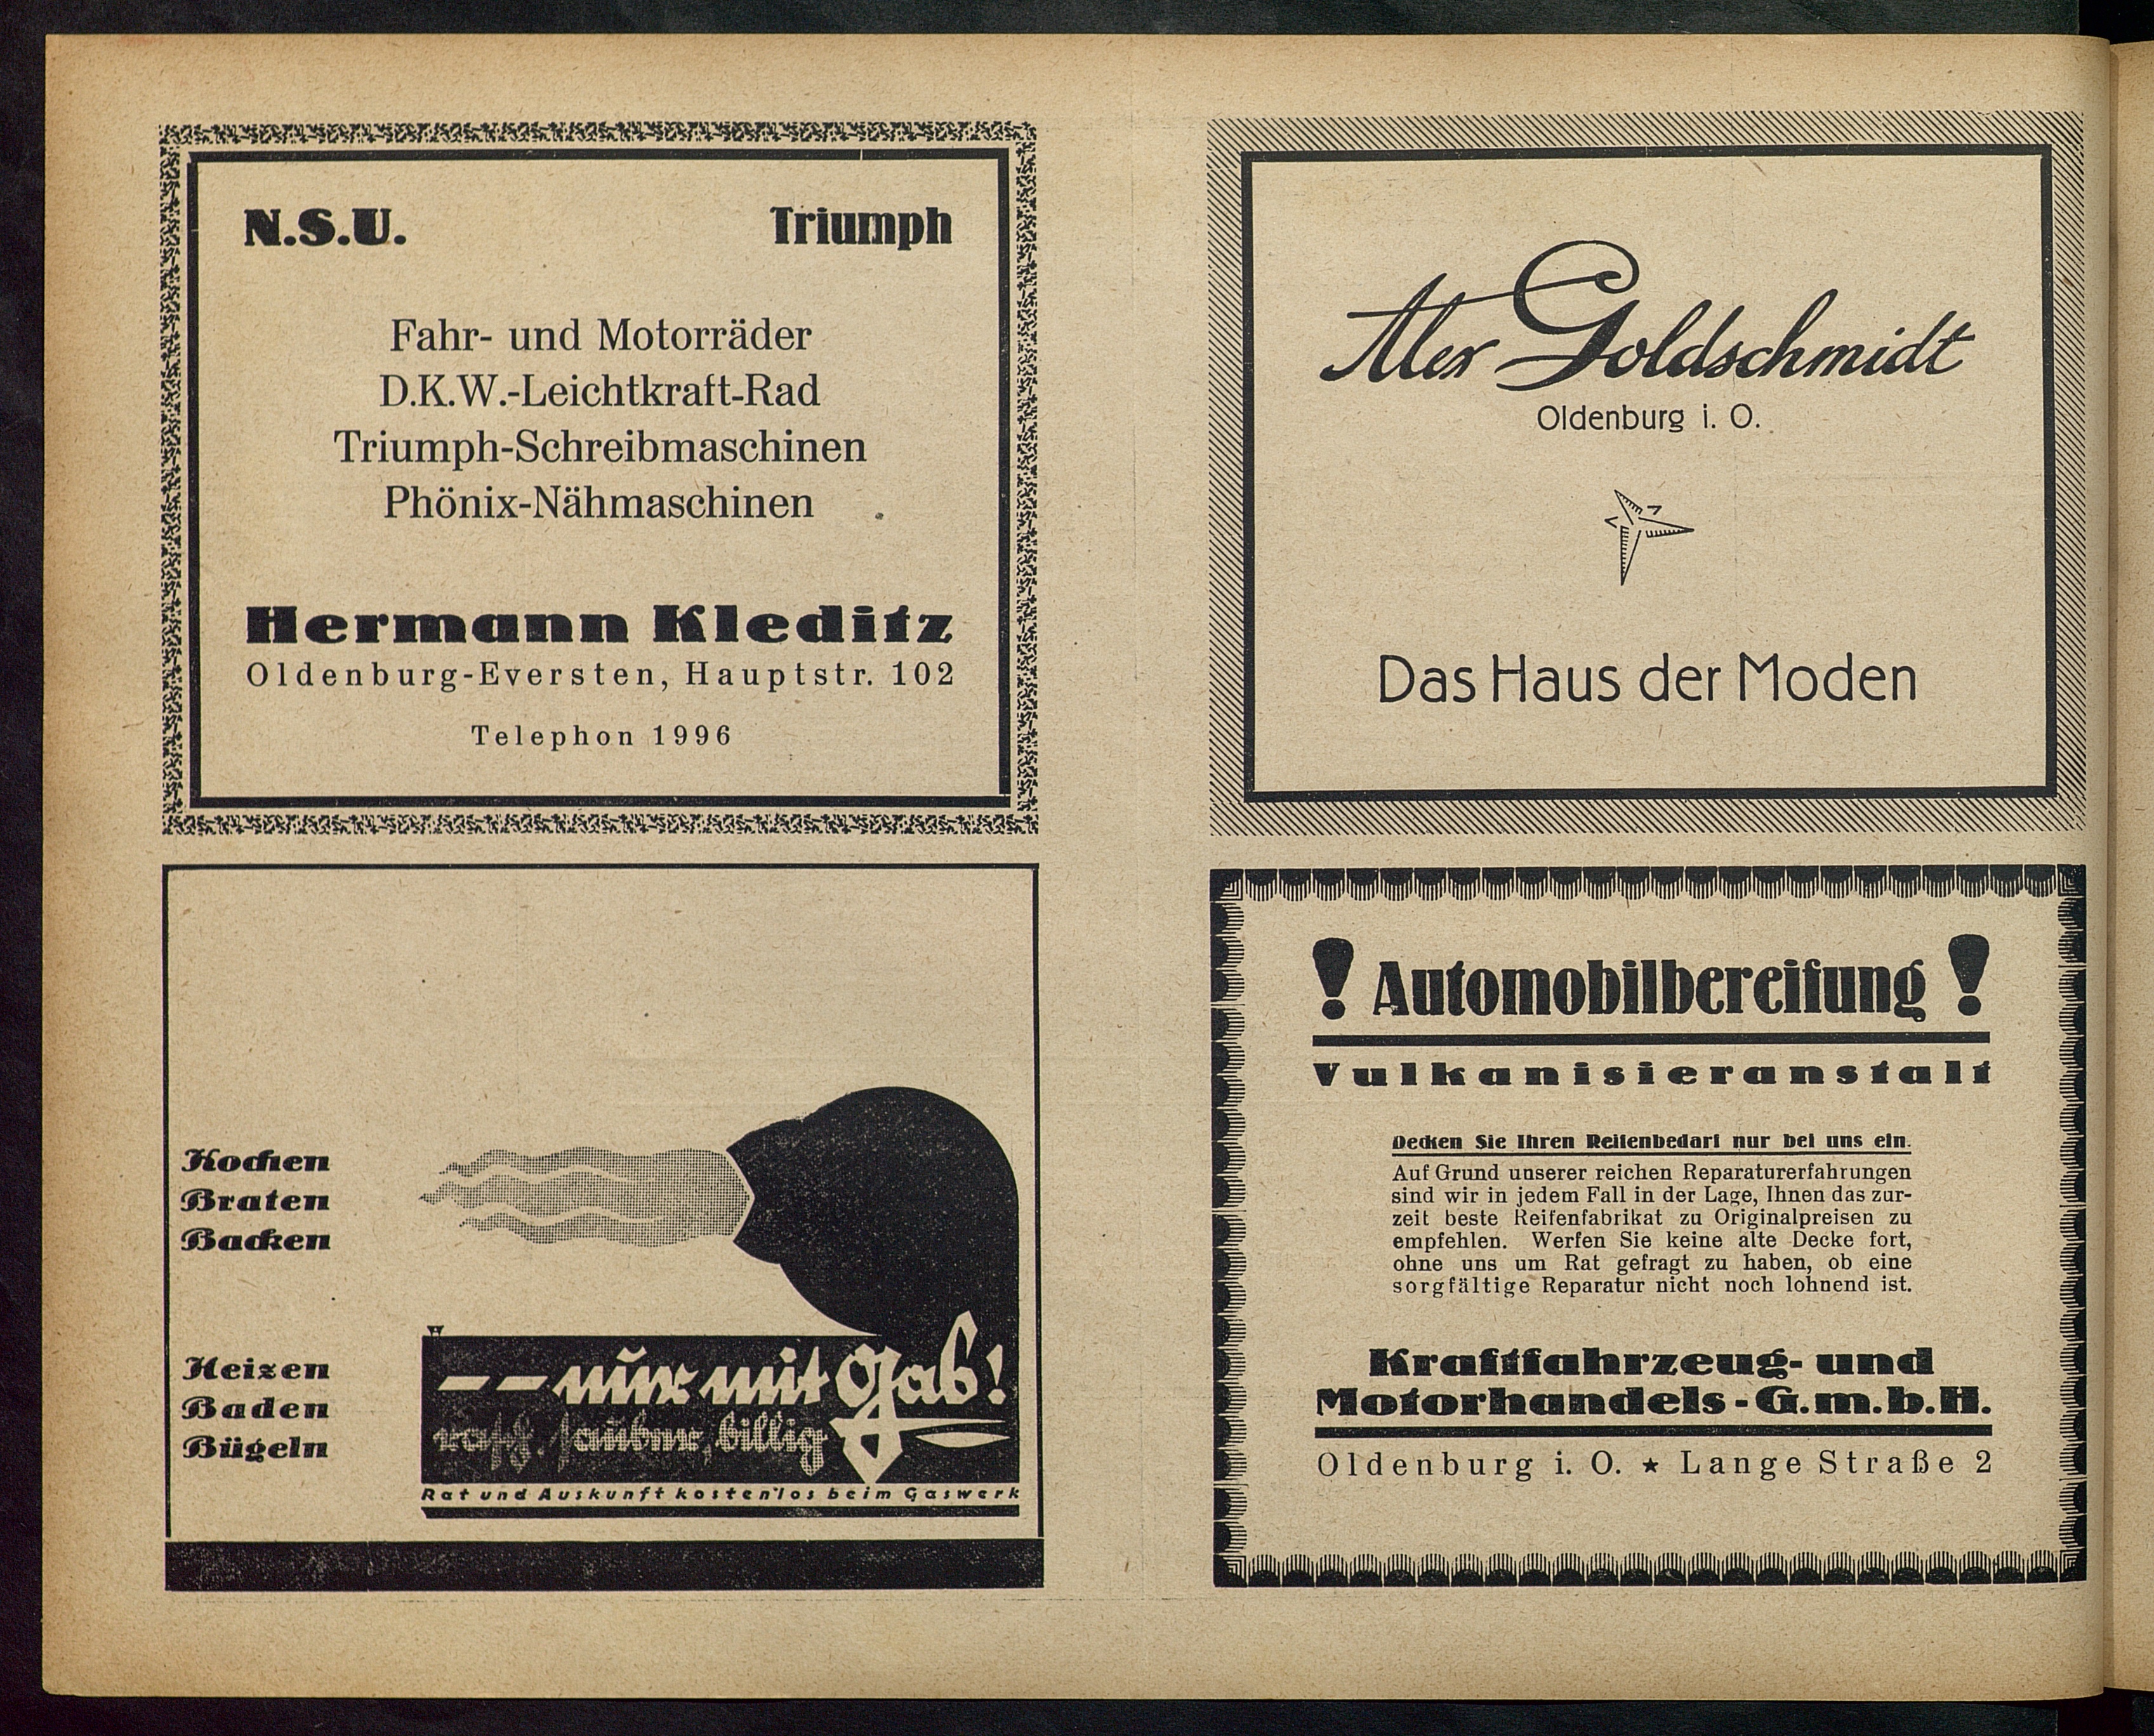 N.S.U. Triumph
Fahr- und Motorräder
D.K.W.-Leichtkraft-Rad
Triumph-Schreibmaschinen
Phönix-Nähmaschinen
Hermann Kleditz
Oldenburg-Eversten, Hauptstr. 102
Telephon 1996
Alex Goldschmidt
Oldenburg i. O.
Das Haus der Moden
Kochen
Braten
Backen
Heizen
Baden
Bügeln
-- nur mit Gas!
rasch, sauber, billig
Rat und Auskunft kostenlos beim Gaswerk
! Automobilbereifung !
Vulkanisieranstalt
Decken Sie Ihren Reifenbedarf nur bei uns ein.
Auf Grund unserer reichen Reparaturerfahrungen
sind wir in jedem Fall in der Lage, Ihnen das zur-
zeit beste Reifenfabrikat zu Originalpreisen zu
empfehlen. Werfen Sie keine alte Decke fort,
ohne uns um Rat gefragt zu haben, ob eine
sorgfältige Reparatur nicht noch lohnend ist.
Kraftfahrzeug- und
Motorhandels-G.m.b.H.
Oldenburg i. O. ★ Lange Straße 2